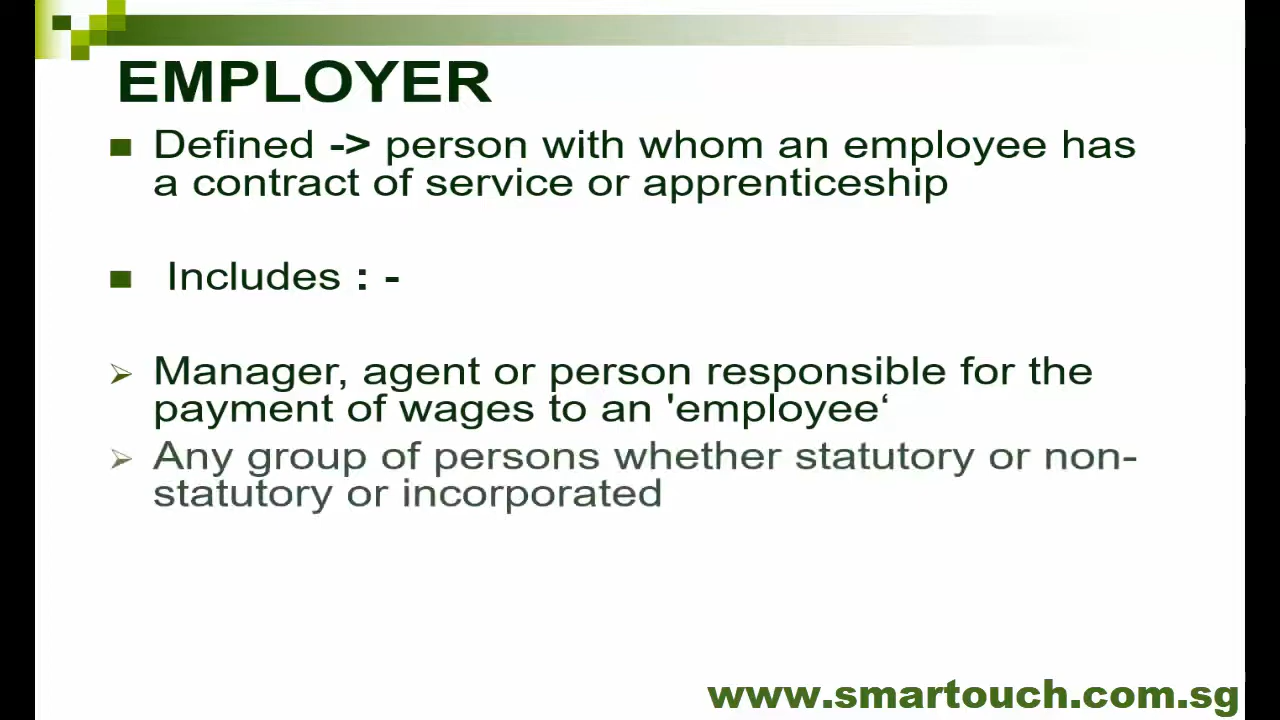 EMPLOYER
Defined -> person with whom an employee has
a contract of service or apprenticeship
Includes : -
Manager, agent or person responsible for the
payment of wages to an 'employee‘
Any group of persons whether statutory or non-
statutory or incorporated
www.smartouch.com.sg